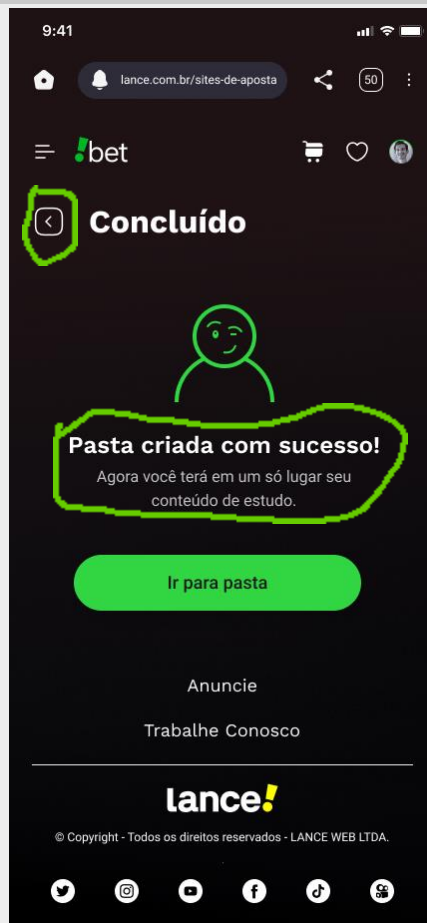 9:41
lance.com.br/sites-de-aposta
50
!bet
Concluído
Pasta criada com sucesso!
Agora você terá em um só lugar seu
conteúdo de estudo.
Ir para pasta
Anuncie
Trabalhe Conosco
lance!
© Copyright - Todos os direitos reservados - LANCE WEB LTDA.